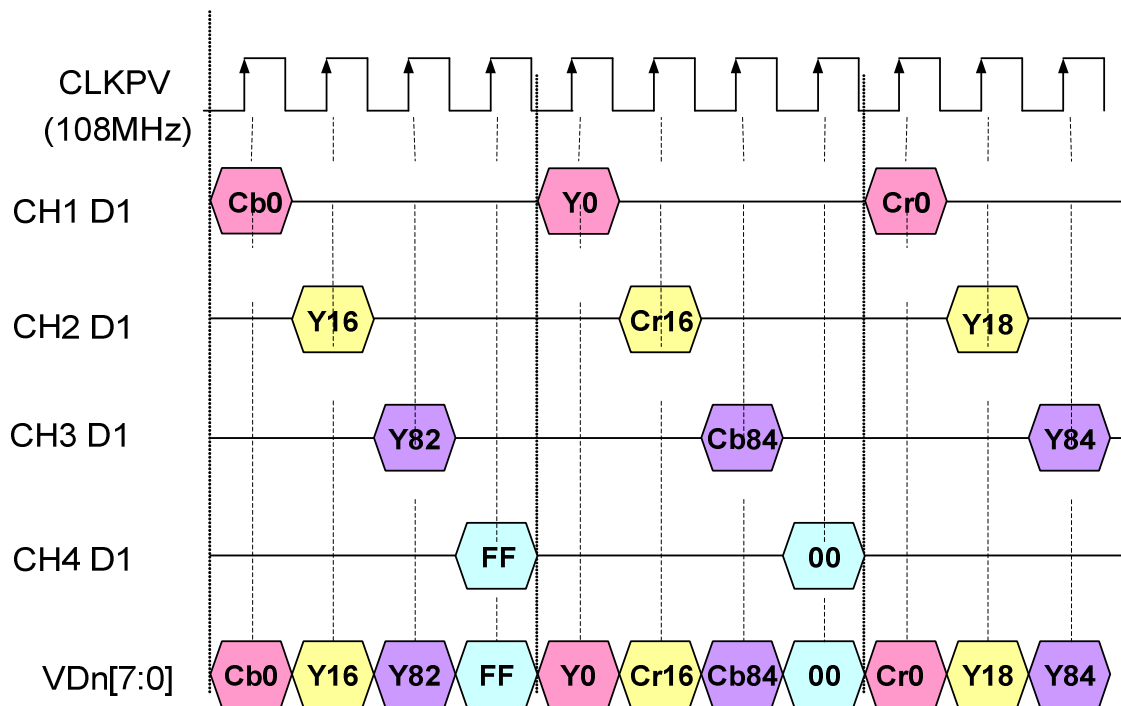 CLKPV
(108MHz)
CH1 D1 Cb0 Y0 Cr0
CH2 D1 Y16 Cr16 Y18
CH3 D1 Y82 Cb84 Y84
CH4 D1 FF 00
VDn[7:0] Cb0 Y16 Y82 FF Y0 Cr16 Cb84 00 Cr0 Y18 Y84